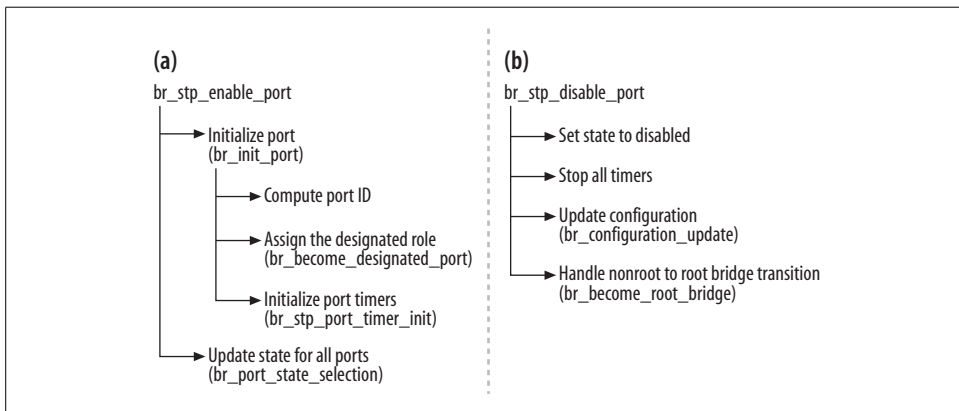 (a)
br_stp_enable_port
Initialize port
(br_init_port)
Compute port ID
Assign the designated role
(br_become_designated_port)
Initialize port timers
(br_stp_port_timer_init)
Update state for all ports
(br_port_state_selection)
(b)
br_stp_disable_port
Set state to disabled
Stop all timers
Update configuration
(br_configuration_update)
Handle nonroot to root bridge transition
(br_become_root_bridge)